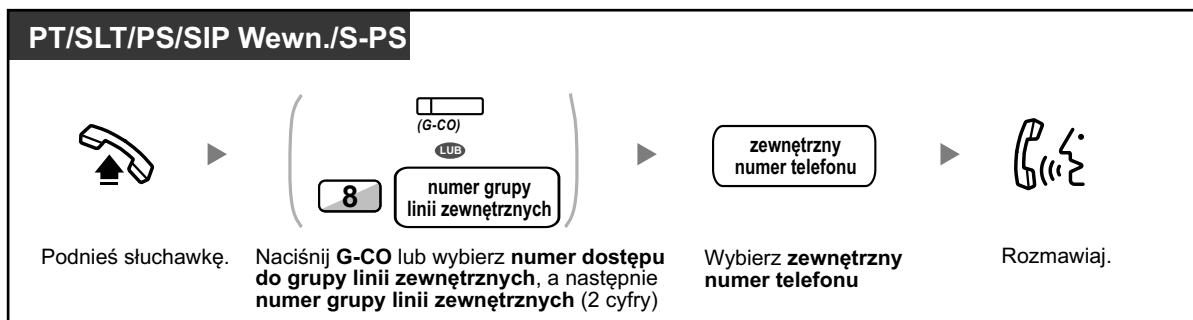 PT/SLT/PS/SIP Wewn./S-PS
(G-CO)
LUB
8
numer grupy
linii zewnętrznych
zewnętrzny
numer telefonu
Podnieś słuchawkę.
Naciśnij G-CO lub wybierz numer dostępu
do grupy linii zewnętrznych, a następnie
numer grupy linii zewnętrznych (2 cyfry)
Wybierz zewnętrzny
numer telefonu
Rozmawiaj.